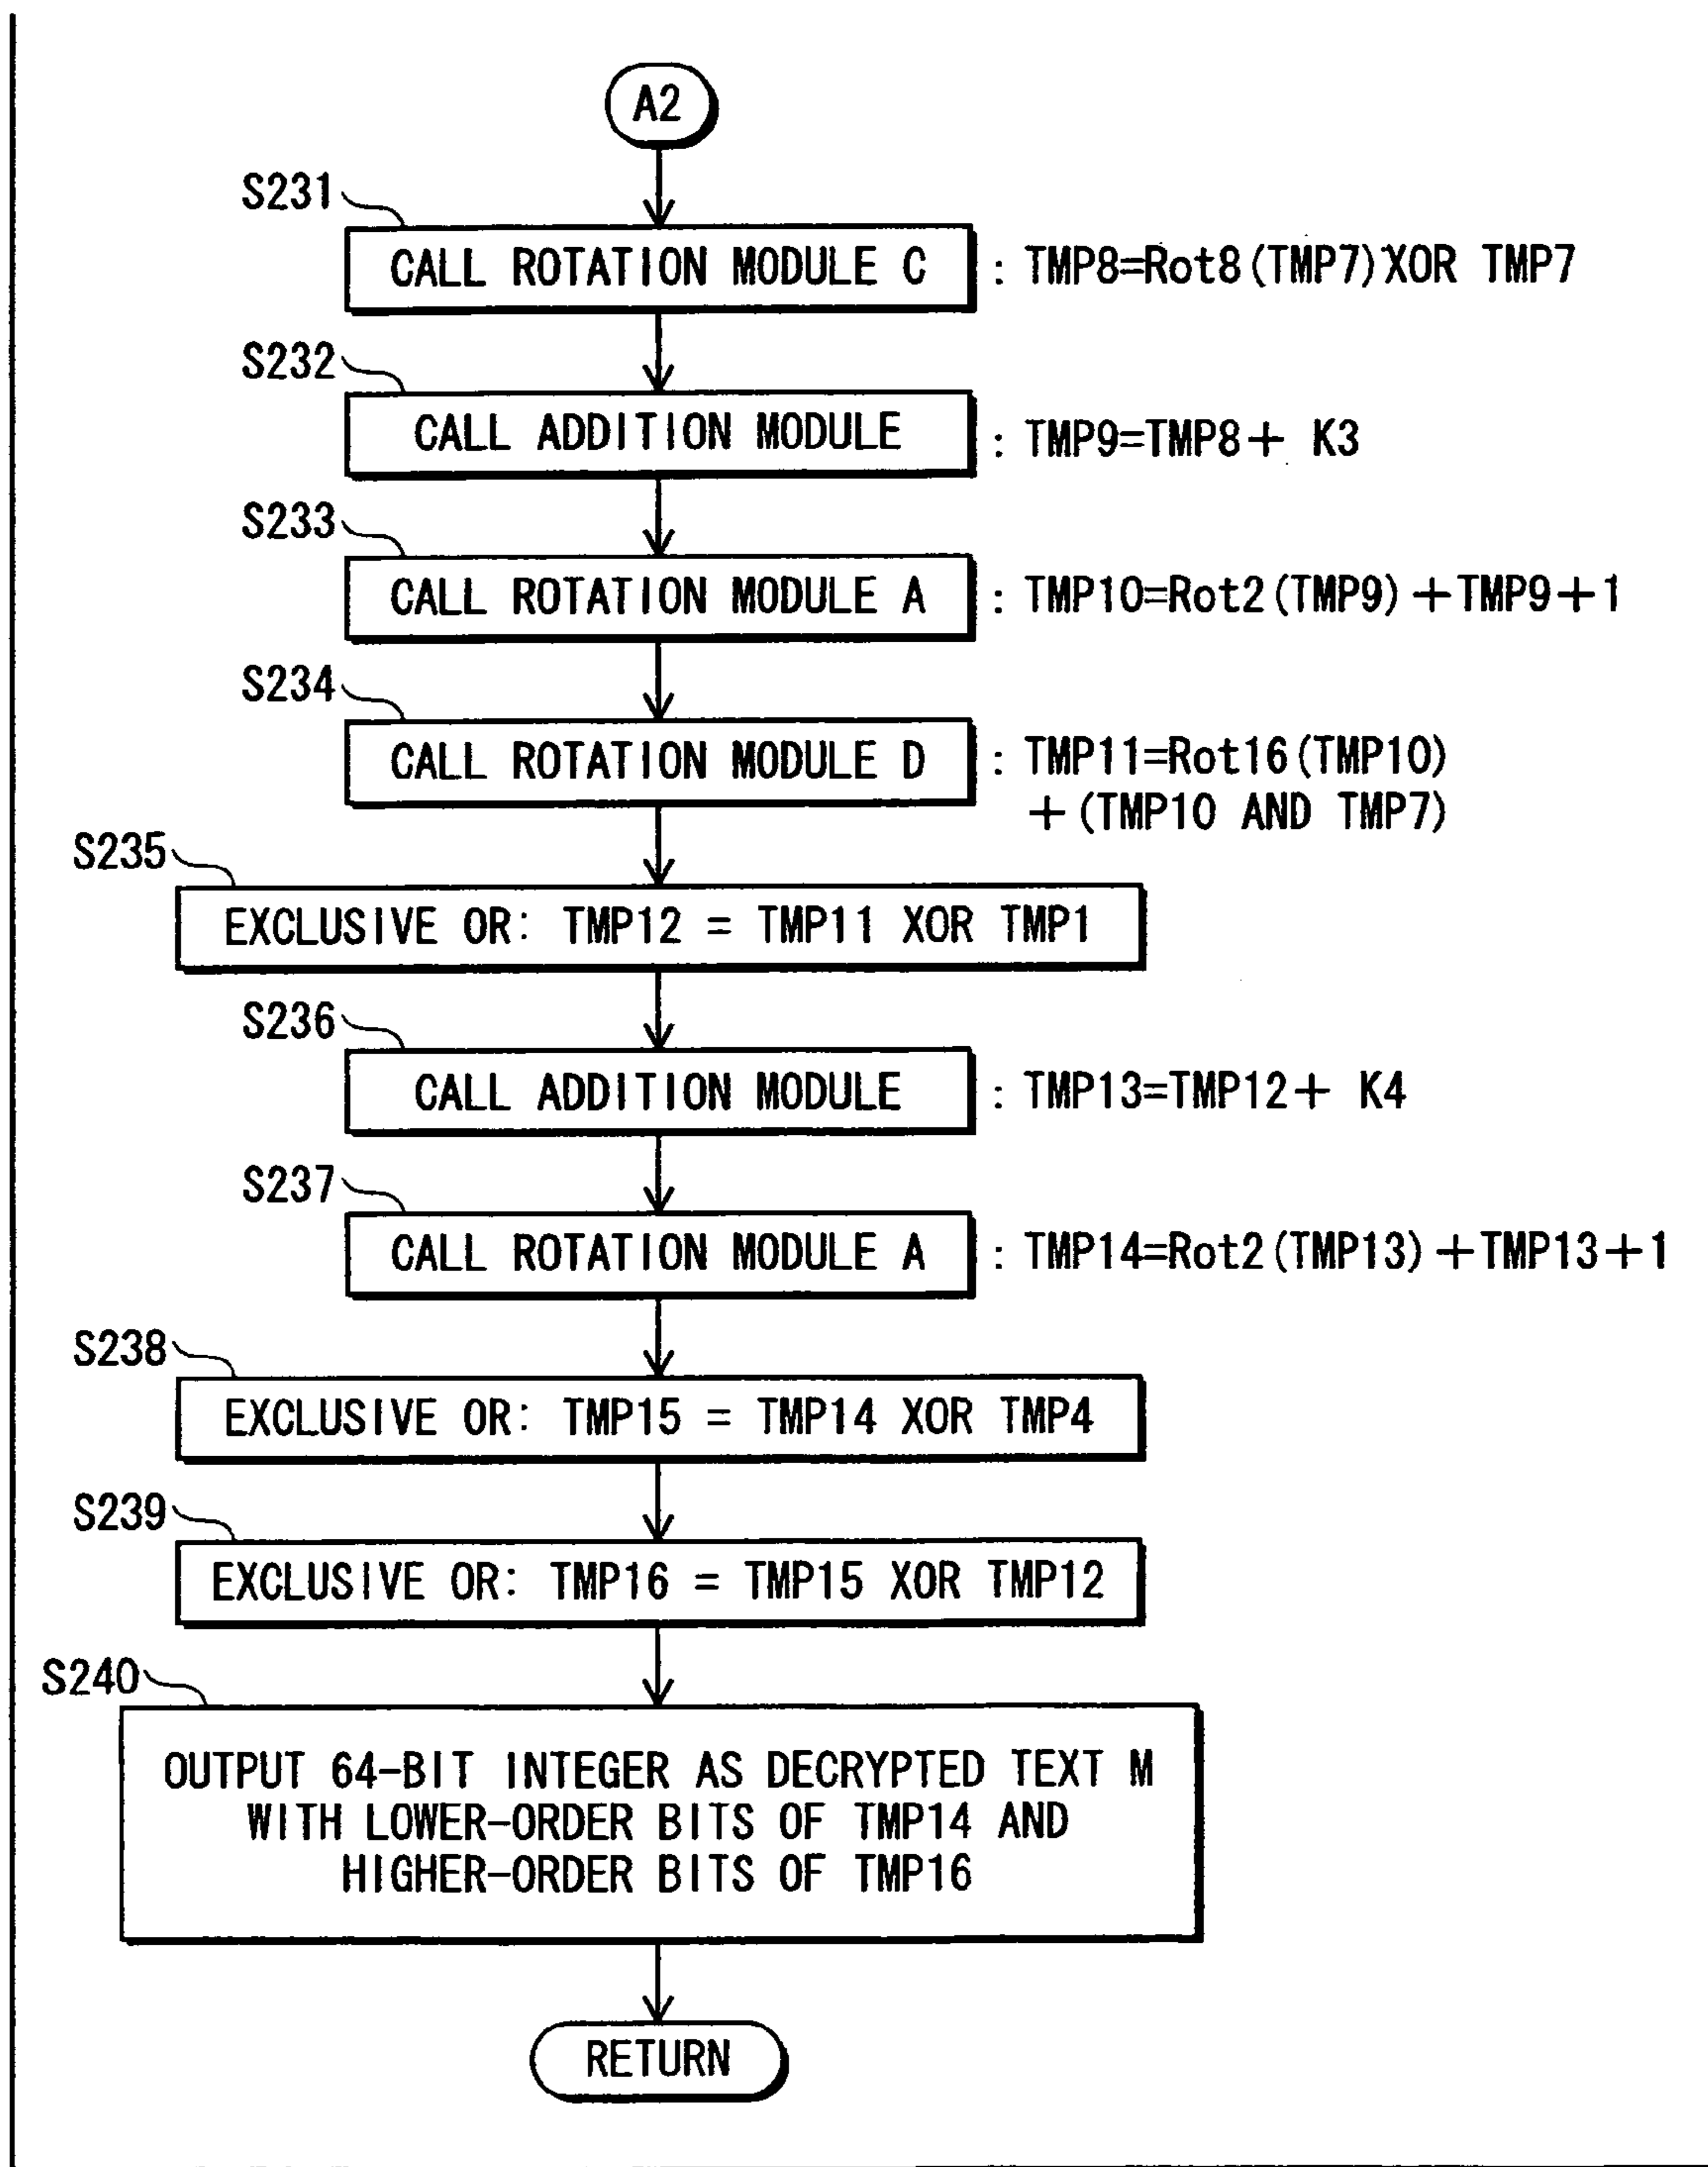 A2
S231
CALL ROTATION MODULE C : TMP8=Rot8(TMP7)XOR TMP7
S232
CALL ADDITION MODULE : TMP9=TMP8+ K3
S233
CALL ROTATION MODULE A : TMP10=Rot2(TMP9)+TMP9+1
S234
CALL ROTATION MODULE D : TMP11=Rot16(TMP10)
+(TMP10 AND TMP7)
S235
EXCLUSIVE OR: TMP12 = TMP11 XOR TMP1
S236
CALL ADDITION MODULE : TMP13=TMP12+ K4
S237
CALL ROTATION MODULE A : TMP14=Rot2(TMP13)+TMP13+1
S238
EXCLUSIVE OR: TMP15 = TMP14 XOR TMP4
S239
EXCLUSIVE OR: TMP16 = TMP15 XOR TMP12
S240
OUTPUT 64-BIT INTEGER AS DECRYPTED TEXT M
WITH LOWER-ORDER BITS OF TMP14 AND
HIGHER-ORDER BITS OF TMP16
RETURN